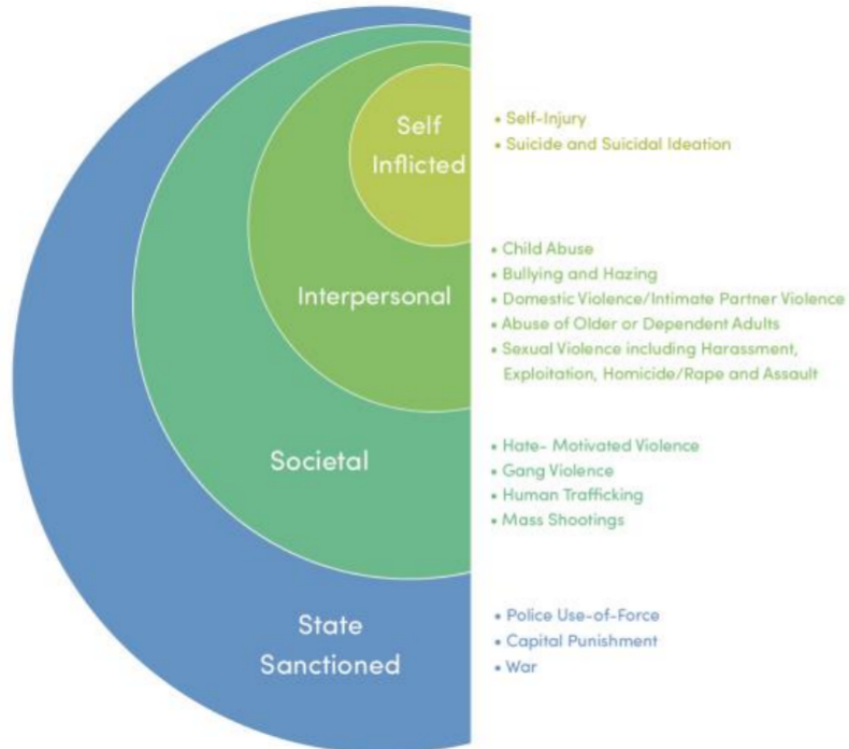 Self
Inflicted
• Self-Injury
• Suicide and Suicidal Ideation
Interpersonal
• Child Abuse
• Bullying and Hazing
• Domestic Violence/Intimate Partner Violence
• Abuse of Older or Dependent Adults
• Sexual Violence including Harassment,
Exploitation, Homicide/Rape and Assault
Societal
• Hate- Motivated Violence
• Gang Violence
• Human Trafficking
• Mass Shootings
State
Sanctioned
• Police Use-of-Force
• Capital Punishment
• War